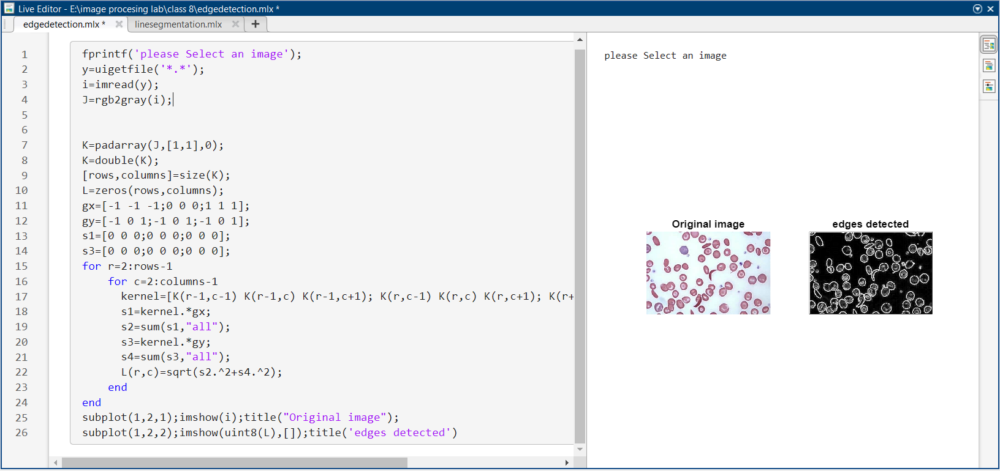 Live Editor - E:\image procesing lab\class 8\edgedetection.mlx *
edgedetection.mlx * linesegmentation.mlx
1 fprintf('please Select an image');
2 y=uigetfile('*.*');
3 i=imread(y);
4 J=rgb2gray(i);
5
6
7 K=padarray(J,[1,1],0);
8 K=double(K);
9 [rows,columns]=size(K);
10 L=zeros(rows,columns);
11 gx=[-1 -1 -1;0 0 0;1 1 1];
12 gy=[-1 0 1;-1 0 1;-1 0 1];
13 s1=[0 0 0;0 0 0;0 0 0];
14 s3=[0 0 0;0 0 0;0 0 0];
15 for r=2:rows-1
16 for c=2:columns-1
17 kernel=[K(r-1,c-1) K(r-1,c) K(r-1,c+1); K(r,c-1) K(r,c) K(r,c+1); K(r+
18 s1=kernel.*gx;
19 s2=sum(s1,"all");
20 s3=kernel.*gy;
21 s4=sum(s3,"all");
22 L(r,c)=sqrt(s2.^2+s4.^2);
23 end
24 end
25 subplot(1,2,1);imshow(i);title("Original image");
26 subplot(1,2,2);imshow(uint8(L),[]);title('edges detected')
please Select an image
Original image
edges detected